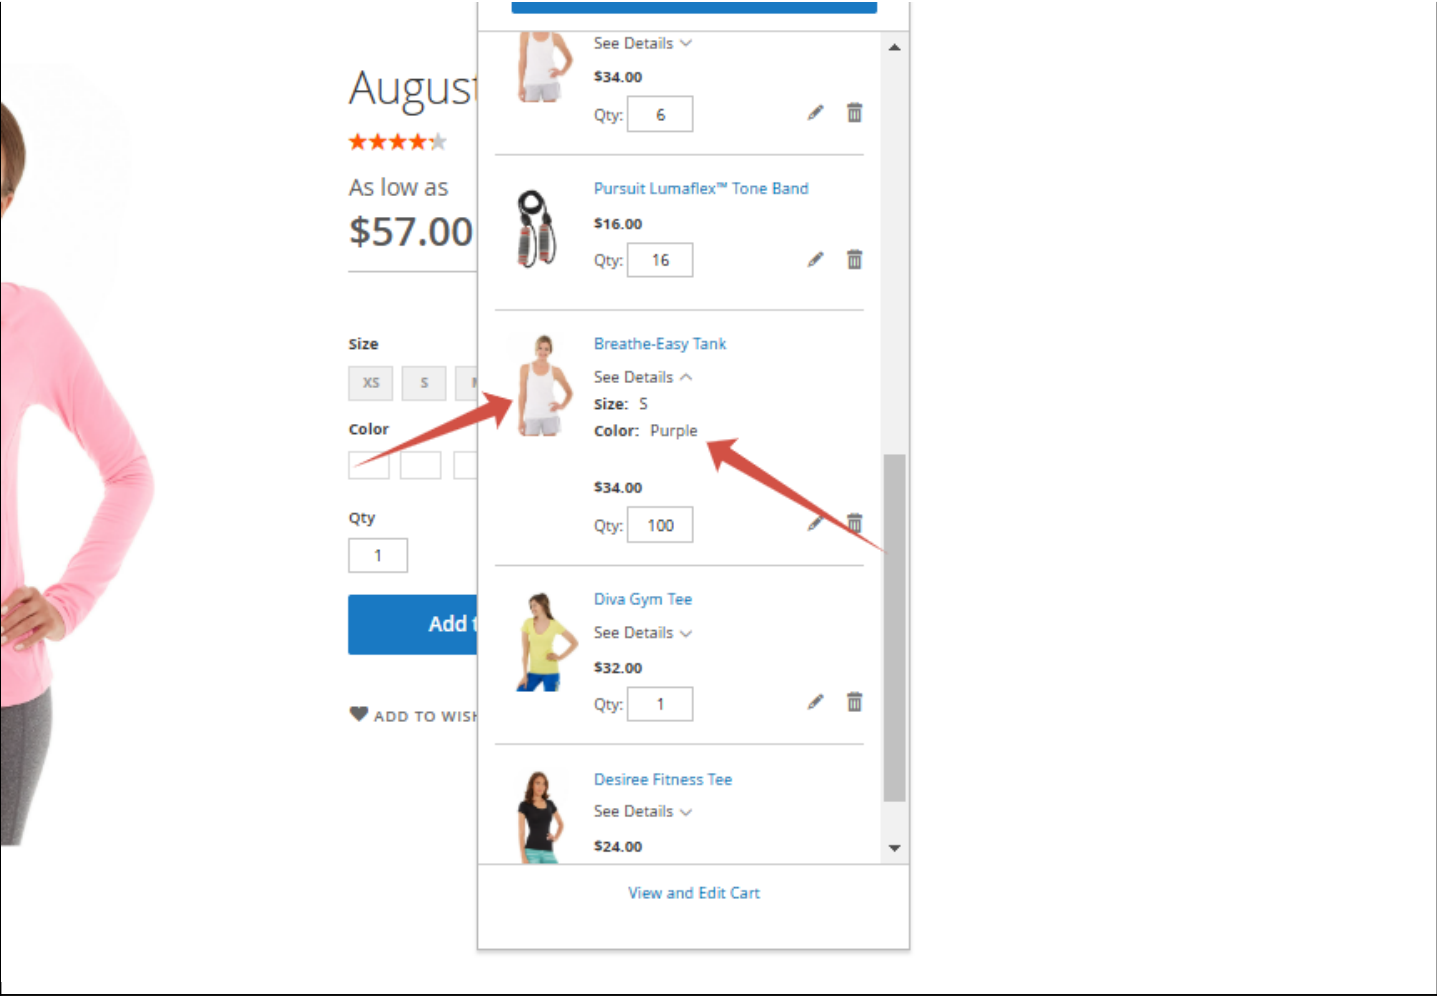 August
As low as
$57.00
Size
XS
S
Color
Qty
1
Add
ADD TO
See Details
$34.00
Qty: 6
Pursuit Lumaflex™ Tone Band
$16.00
Qty: 16
Breathe-Easy Tank
See Details
Size: S
Color: Purple
$34.00
Qty: 100
Diva Gym Tee
See Details
$32.00
Qty: 1
Desiree Fitness Tee
See Details
$24.00
View and Edit Cart